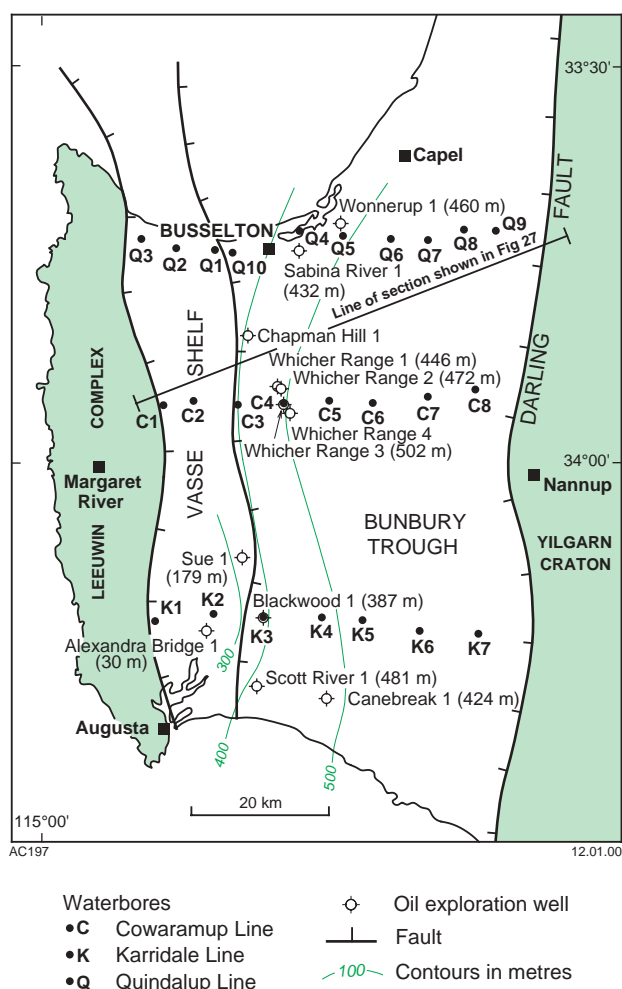 33°30'
Capel
Wonnerup 1 (460 m)
BUSSELTON
Q4
Q5
Q9
Q8
Q3
Q2
Q1
Q10
Q6
Q7
FAULT
Sabina River 1
(432 m)
Line of section shown in Fig 27
Chapman Hill 1
SHELF
Whicher Range 1 (446 m)
Whicher Range 2 (472 m)
COMPLEX
DARLING
C1
C2
C3
C4
C5
C6
C7
C8
Whicher Range 4
Whicher Range 3 (502 m)
34°00'
Margaret
River
Nannup
VASSE
BUNBURY
TROUGH
YILGARN
CRATON
LEEUWIN
Sue 1
(179 m)
Blackwood 1 (387 m)
K1
K2
K3
K4
K5
K6
K7
Alexandra Bridge 1
(30 m)
300
Scott River 1 (481 m)
Canebreak 1 (424 m)
Augusta
400
500
20 km
115°00'
AC197
12.01.00
Waterbores
C Cowaramup Line
K Karridale Line
Q Quindalup Line
Oil exploration well
Fault
100 Contours in metres